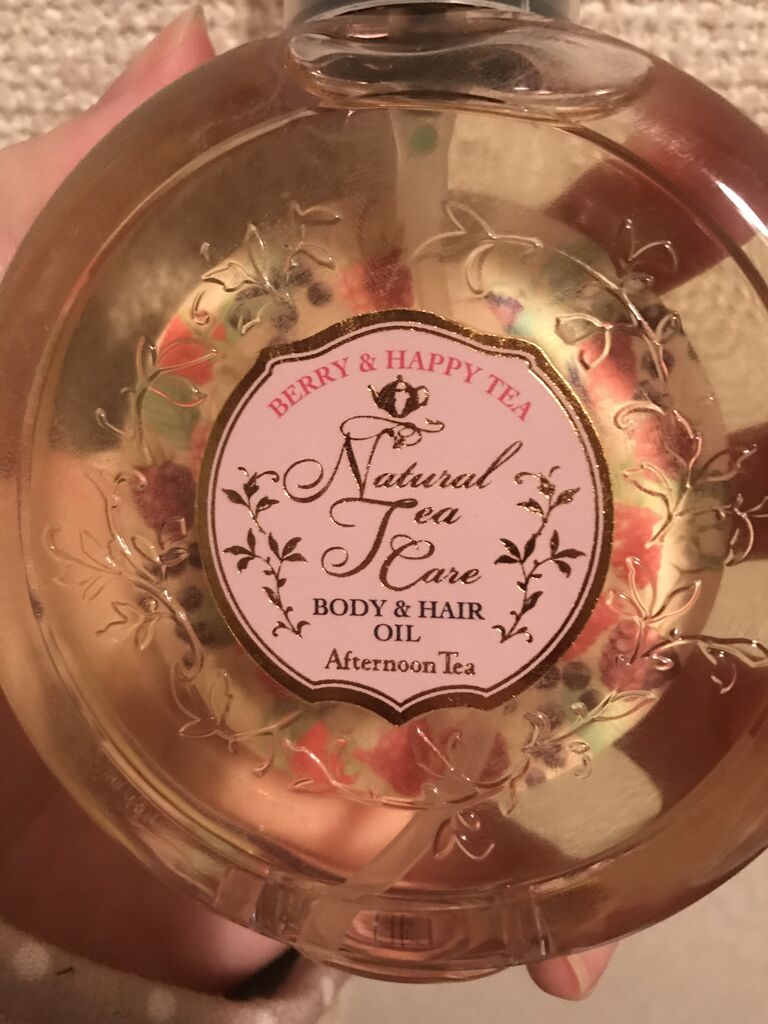 BERRY & HAPPY TEA
Natural
Tea
Care
BODY & HAIR
OIL
Afternoon Tea